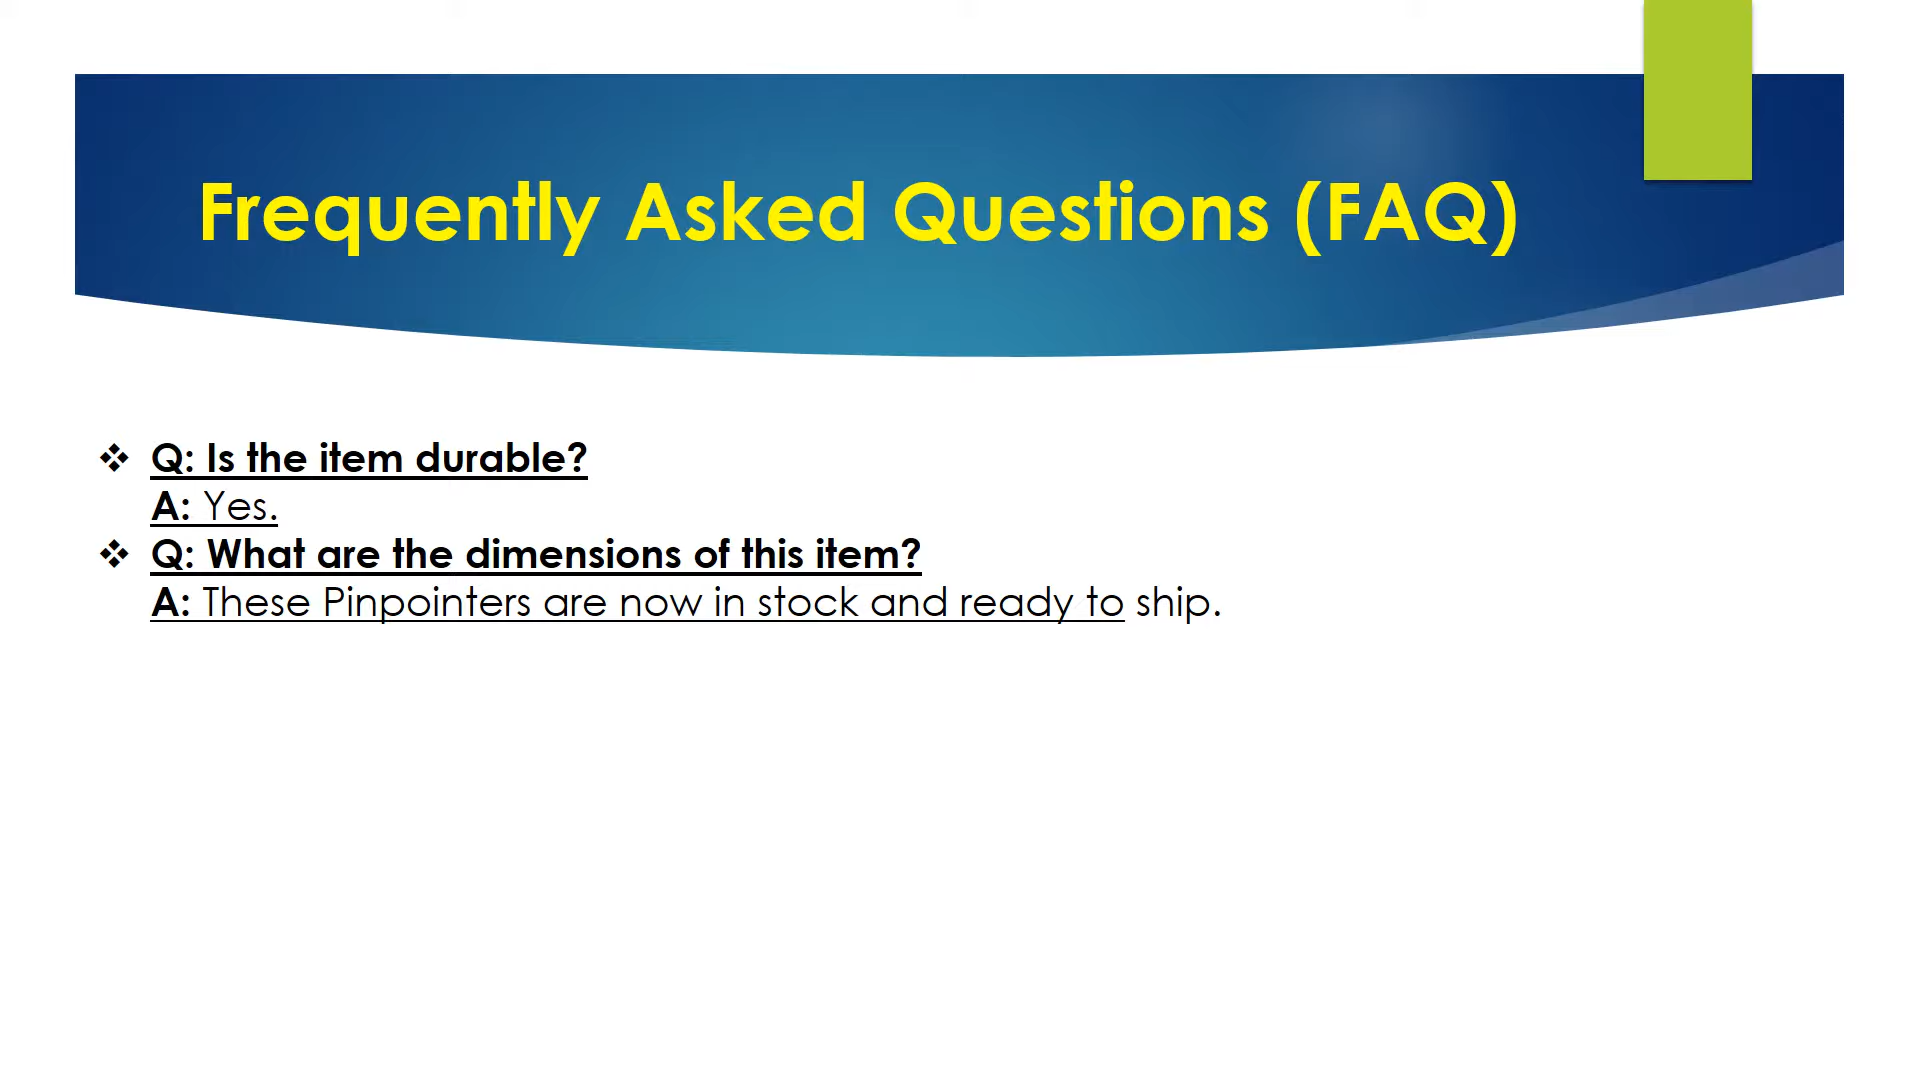 Frequently Asked Questions (FAQ)
Q: Is the item durable?
A: Yes.
Q: What are the dimensions of this item?
A: These Pinpointers are now in stock and ready to ship.